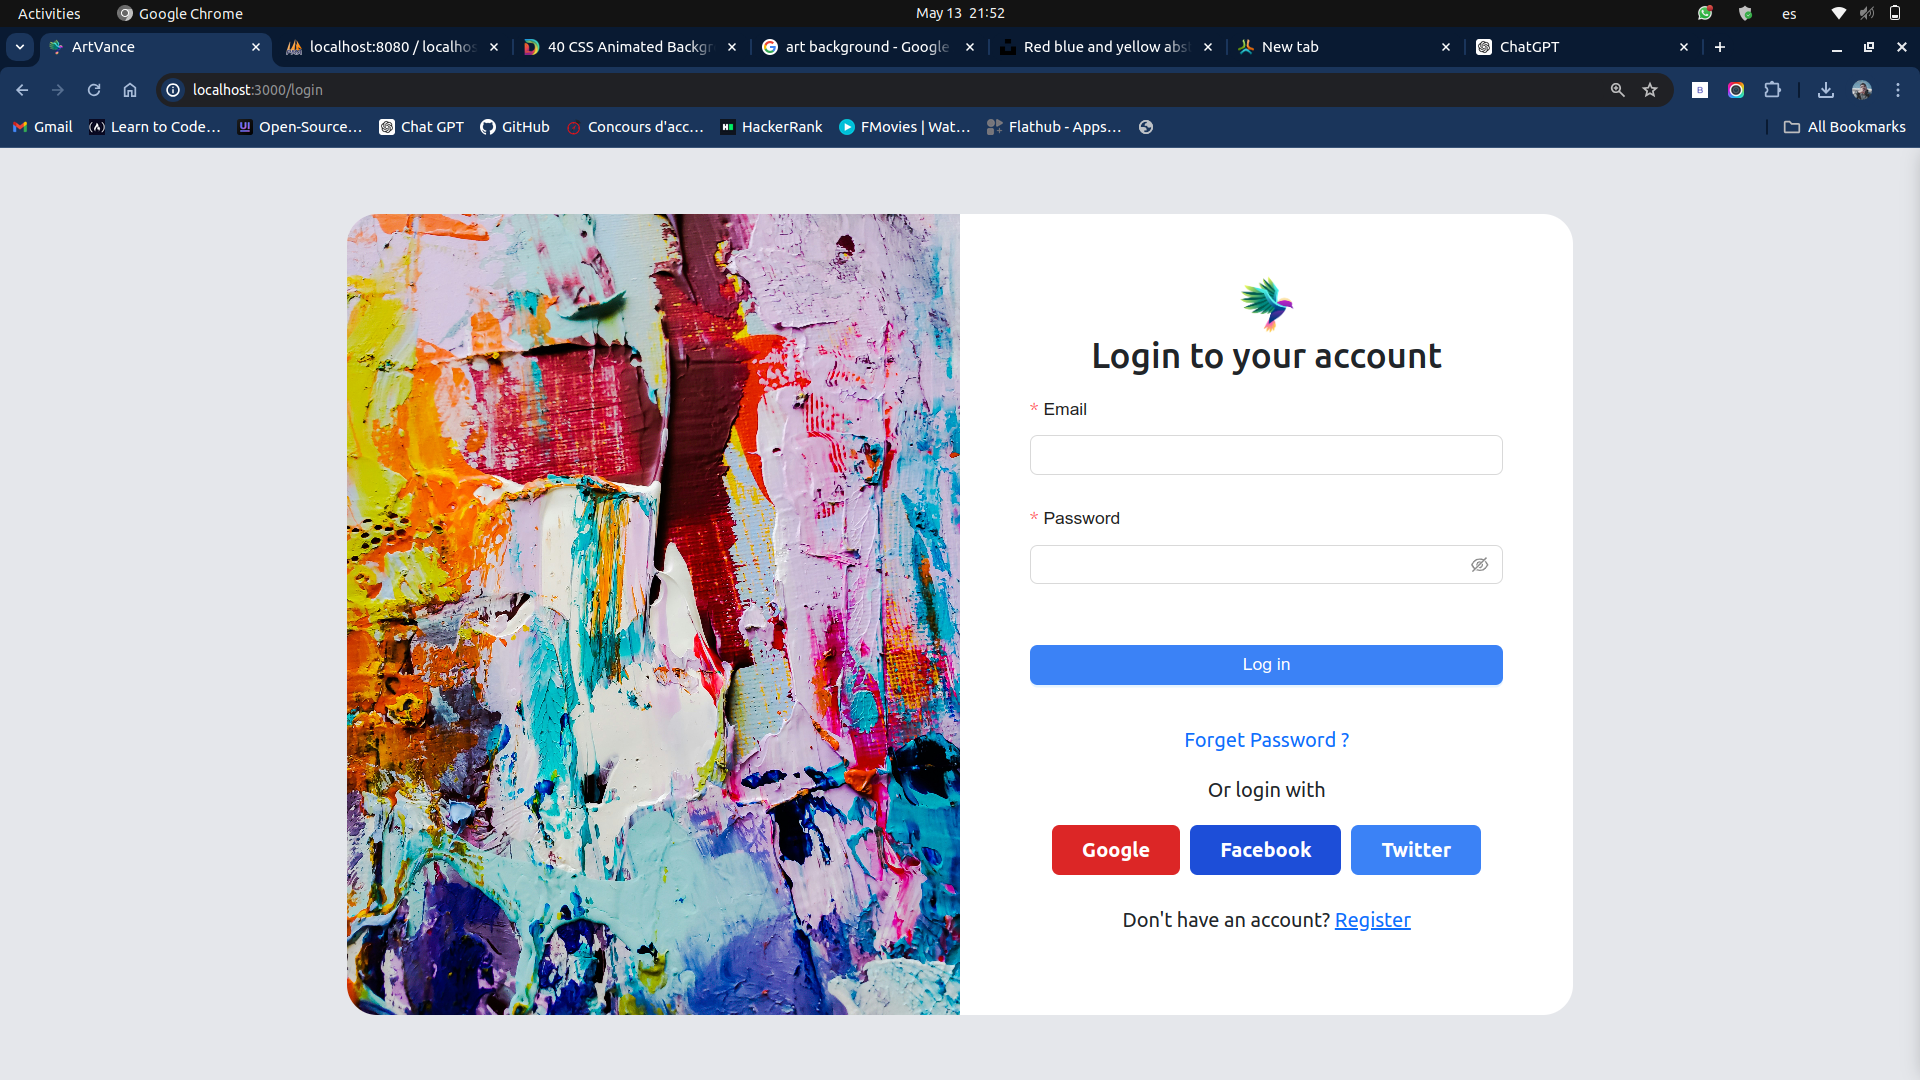 Activities
Google Chrome
May 13 21:52
es
ArtVance
localhost:8080 / localhos
40 CSS Animated Backgr
art background - Google
Red blue and yellow abs
New tab
ChatGPT
localhost:3000/login
Gmail
Learn to Code...
Open-Source...
Chat GPT
GitHub
Concours d'acc...
HackerRank
FMovies | Wat...
Flathub - Apps...
All Bookmarks
Login to your account
* Email
* Password
Log in
Forget Password ?
Or login with
Google
Facebook
Twitter
Don't have an account? Register